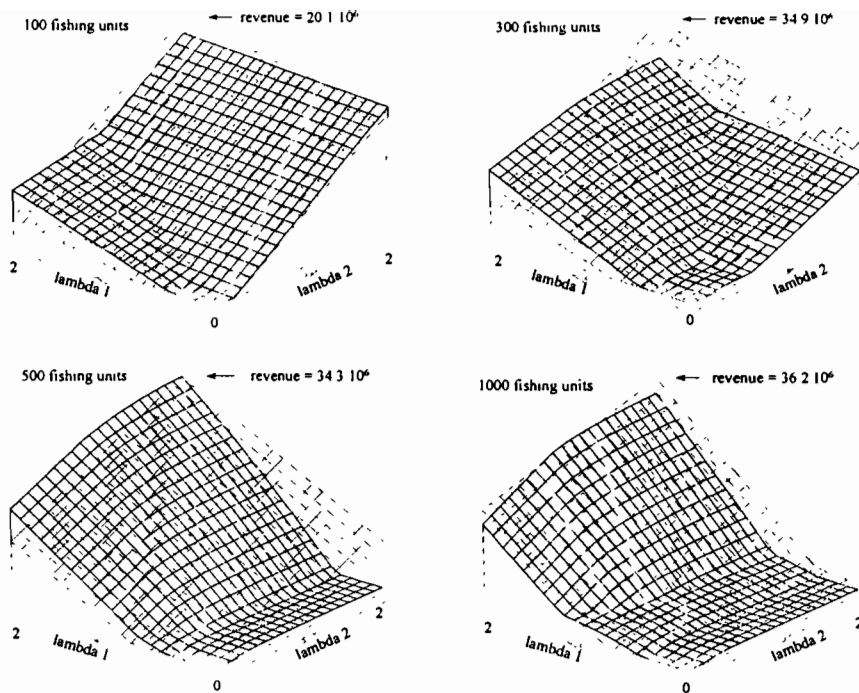 100 fishing units
← revenue = 20 1 10⁶
2
lambda 1
0
lambda 2
2
300 fishing units
← revenue = 34 9 10⁶
2
lambda 1
0
lambda 2
2
500 fishing units
← revenue = 34 3 10⁶
2
lambda 1
0
lambda 2
2
1000 fishing units
← revenue = 36 2 10⁶
2
lambda 1
0
lambda 2
2